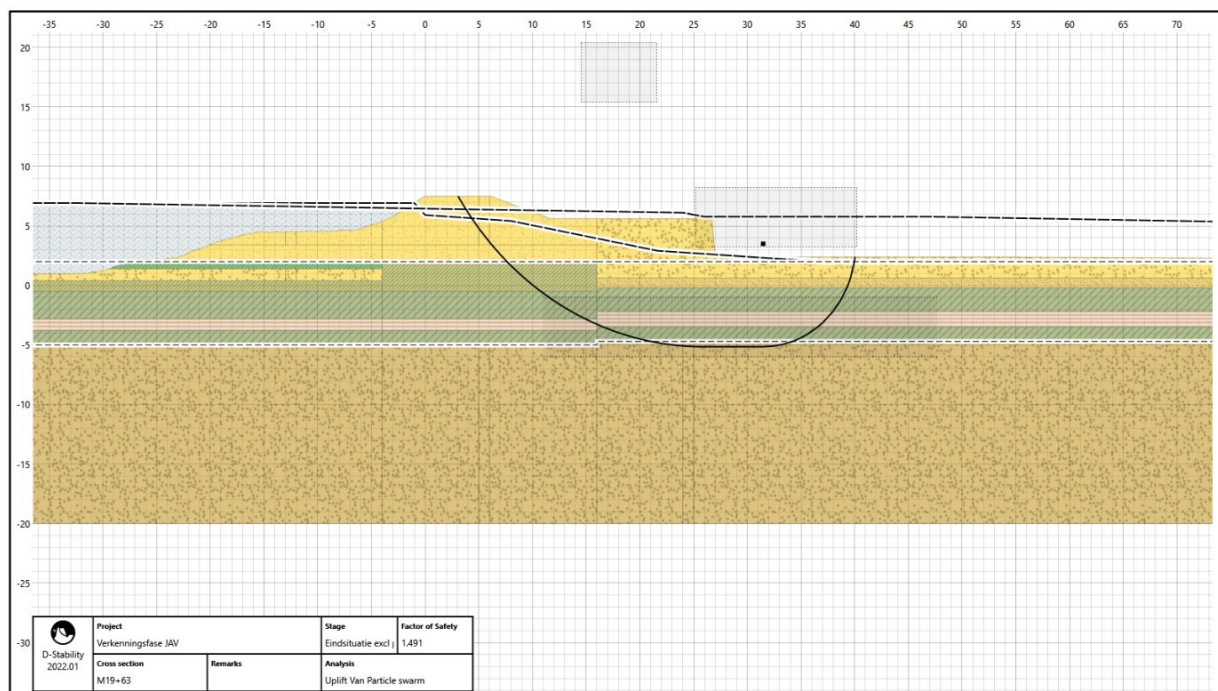 -35 -30 -25 -20 -15 -10 -5 0 5 10 15 20 25 30 35 40 45 50 55 60 65 70
20
15
10
5
0
-5
-10
-15
-20
-25
-30
D-Stability
2022.01
Project
Verkenningsfase JAV
Stage
Eindsituatie excl
Factor of Safety
1.491
Cross section
M19+63
Remarks
Analysis
Uplift Van Particle swarm